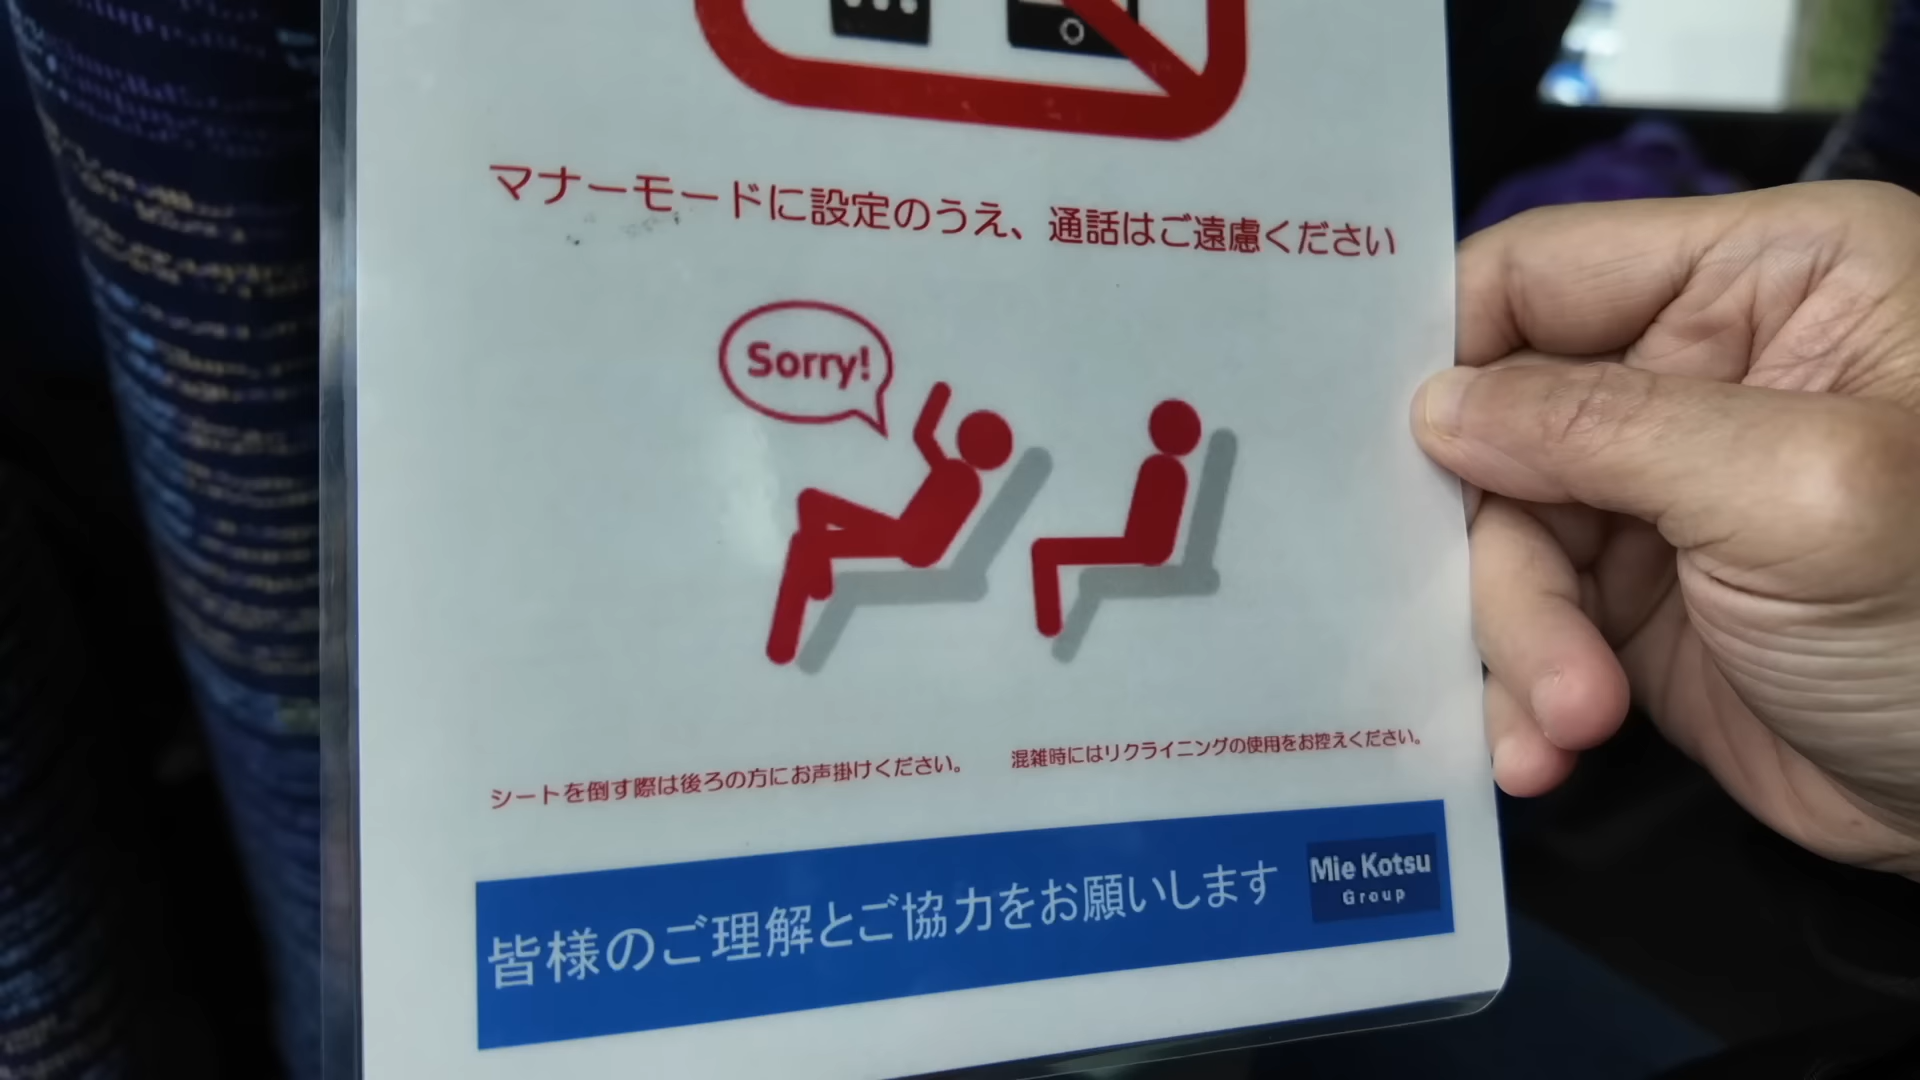 マナーモードに設定のうえ、通話はご遠慮ください
Sorry!
シートを倒す際は後ろの方にお声掛けください。
混雑時にはリクライニングの使用をお控えください。
皆様のご理解とご協力をお願いします
Mie Kotsu
Group